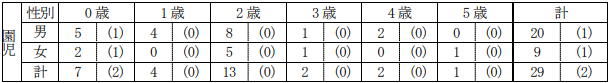 園児 性別 0歳 1歳 2歳 3歳 4歳 5歳 計
男 5 (1) 4 (0) 8 (0) 1 (0) 2 (0) 0 (0) 20 (1)
女 2 (1) 0 (0) 5 (0) 1 (0) 0 (0) 1 (0) 9 (1)
計 7 (2) 4 (0) 13 (0) 2 (0) 2 (0) 1 (0) 29 (2)